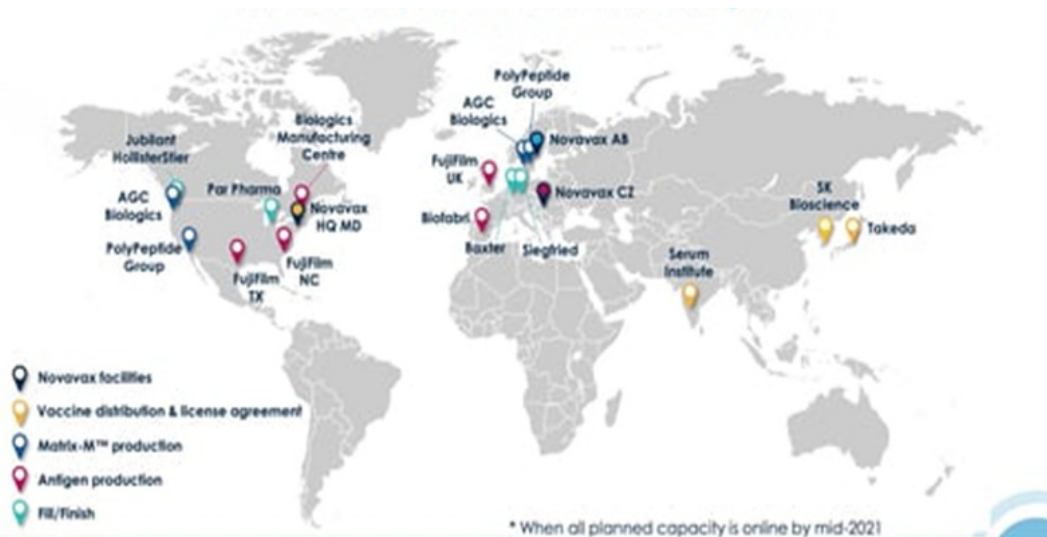 PolyPeptide
Group
AGC
Biologics
Novavax AB
Biologics
Manufacturing
Centre
Jubilant
HollisterStier
FujiFilm
UK
Par Pharma
AGC
Biologics
Novavax CZ
Novavax
HQ MD
SK
Bioscience
Takeda
Biofabri
PolyPeptide
Group
Baxter
Siegfried
Serum
Institute
FujiFilm
NC
FujiFilm
TX
Novavax facilities
Vaccine distribution & license agreement
Matrix-M™ production
Antigen production
Fill/Finish
* When all planned capacity is online by mid-2021